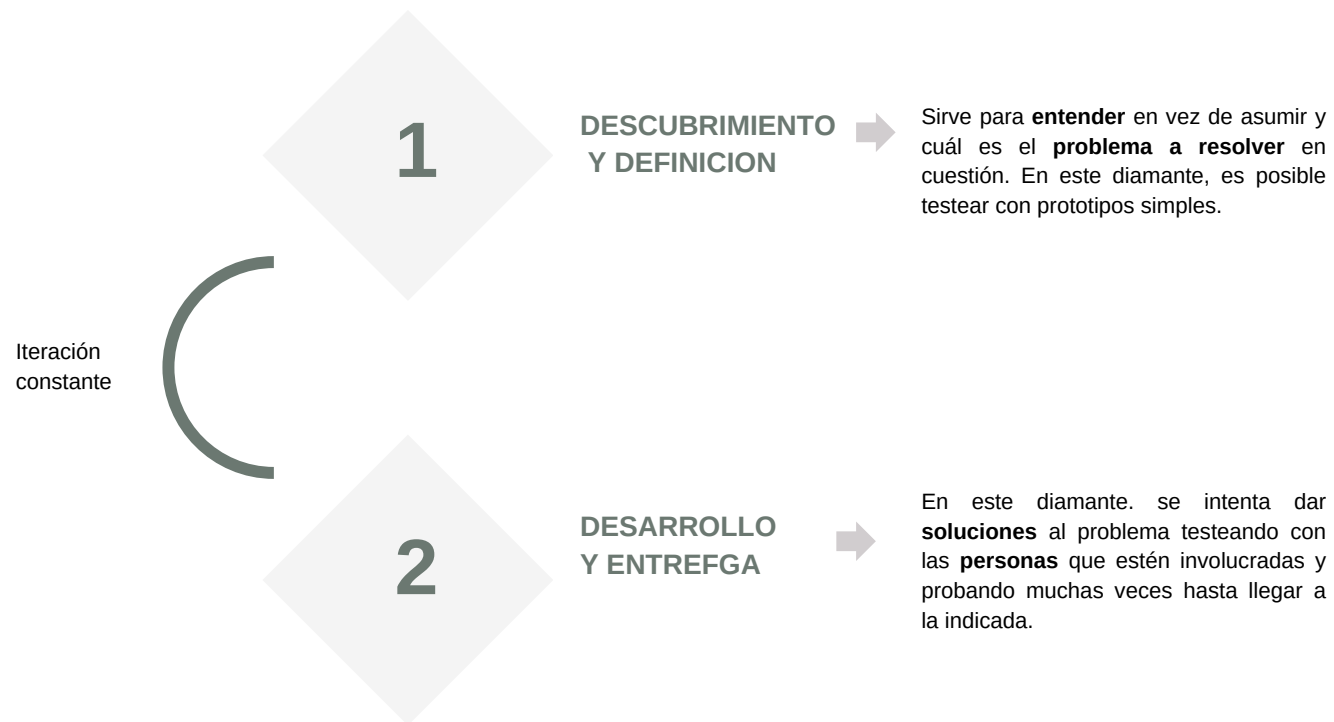 1
DESCUBRIMIENTO
Y DEFINICION
Sirve para entender en vez de asumir y
cuál es el problema a resolver en
cuestión. En este diamante, es posible
testear con prototipos simples.
Iteración
constante
2
DESARROLLO
Y ENTREFGA
En este diamante. se intenta dar
soluciones al problema testeando con
las personas que estén involucradas y
probando muchas veces hasta llegar a
la indicada.